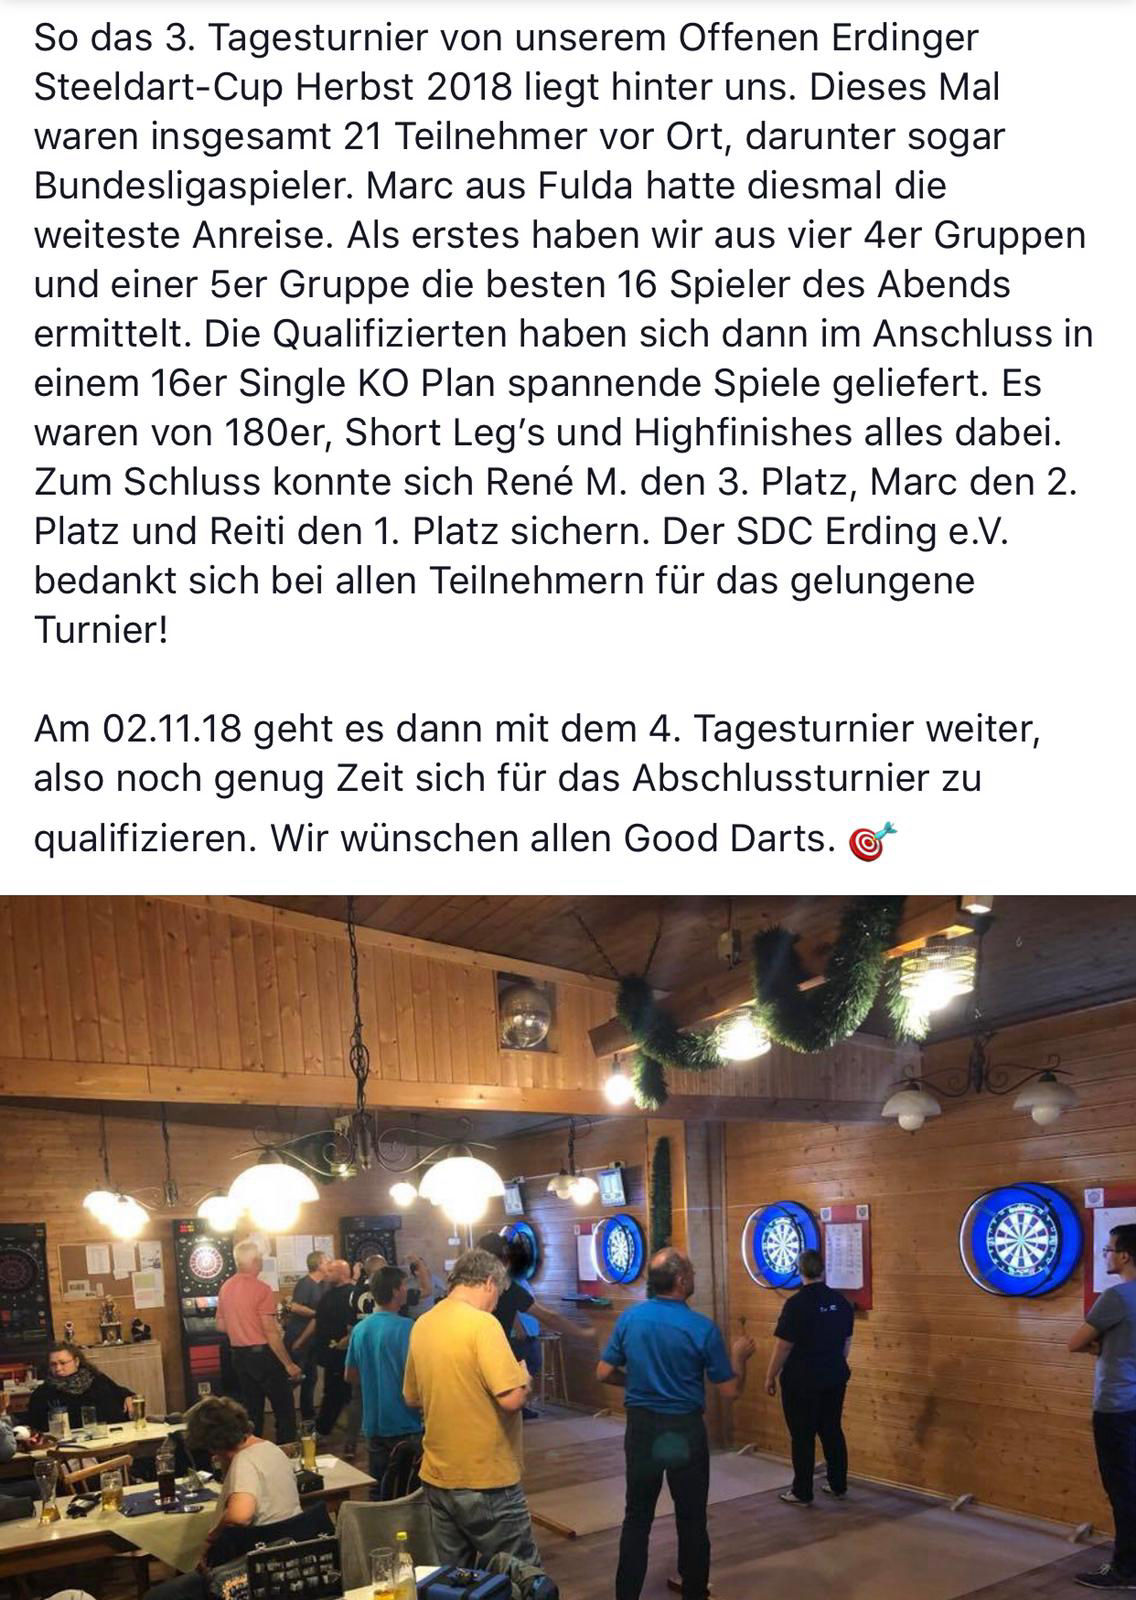 So das 3. Tagesturnier von unserem Offenen Erdinger
Steeldart-Cup Herbst 2018 liegt hinter uns. Dieses Mal
waren insgesamt 21 Teilnehmer vor Ort, darunter sogar
Bundesligaspieler. Marc aus Fulda hatte diesmal die
weiteste Anreise. Als erstes haben wir aus vier 4er Gruppen
und einer 5er Gruppe die besten 16 Spieler des Abends
ermittelt. Die Qualifizierten haben sich dann im Anschluss in
einem 16er Single KO Plan spannende Spiele geliefert. Es
waren von 180er, Short Leg’s und Highfinishes alles dabei.
Zum Schluss konnte sich René M. den 3. Platz, Marc den 2.
Platz und Reiti den 1. Platz sichern. Der SDC Erding e.V.
bedankt sich bei allen Teilnehmern für das gelungene
Turnier!
Am 02.11.18 geht es dann mit dem 4. Tagesturnier weiter,
also noch genug Zeit sich für das Abschlussturnier zu
qualifizieren. Wir wünschen allen Good Darts. 🎯